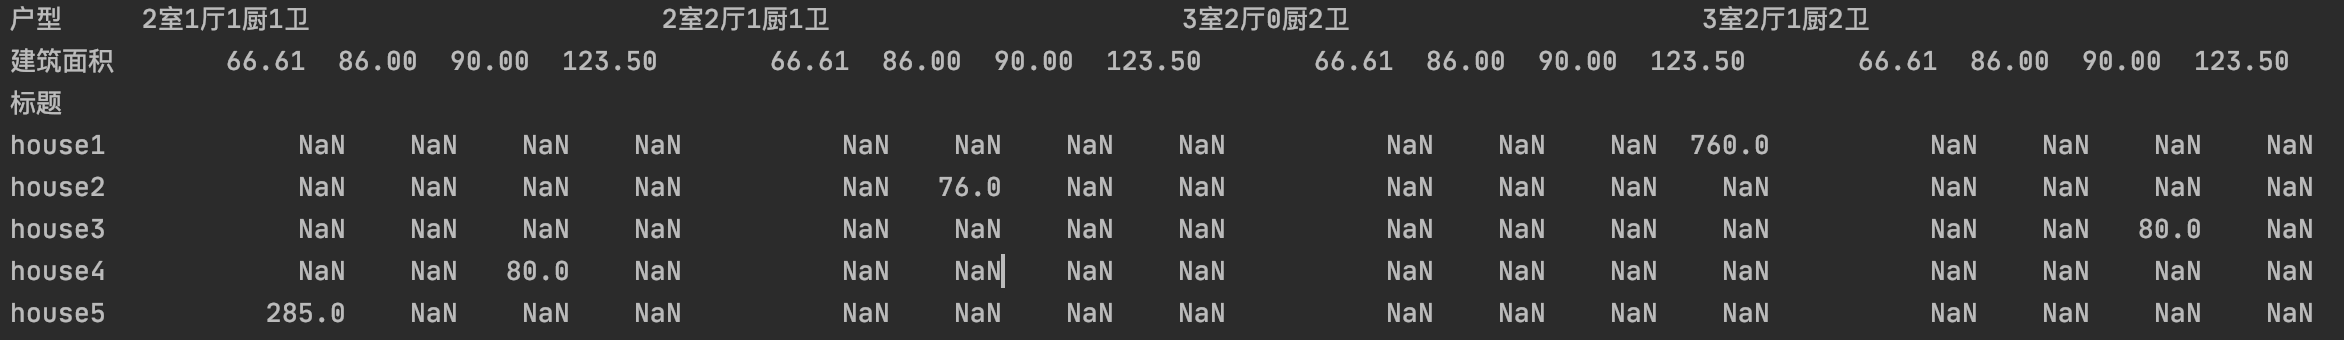 户型 2室1厅1厨1卫 2室2厅1厨1卫 3室2厅0厨2卫 3室2厅1厨2卫
建筑面积 66.61 86.00 90.00 123.50 66.61 86.00 90.00 123.50 66.61 86.00 90.00 123.50 66.61 86.00 90.00 123.50
标题
house1 NaN NaN NaN NaN NaN NaN NaN NaN NaN NaN NaN 760.0 NaN NaN NaN NaN
house2 NaN NaN NaN NaN NaN 76.0 NaN NaN NaN NaN NaN NaN NaN NaN NaN NaN
house3 NaN NaN NaN NaN NaN NaN NaN NaN NaN NaN NaN NaN NaN NaN 80.0 NaN
house4 NaN NaN 80.0 NaN NaN NaN NaN NaN NaN NaN NaN NaN NaN NaN NaN NaN
house5 285.0 NaN NaN NaN NaN NaN NaN NaN NaN NaN NaN NaN NaN NaN NaN NaN